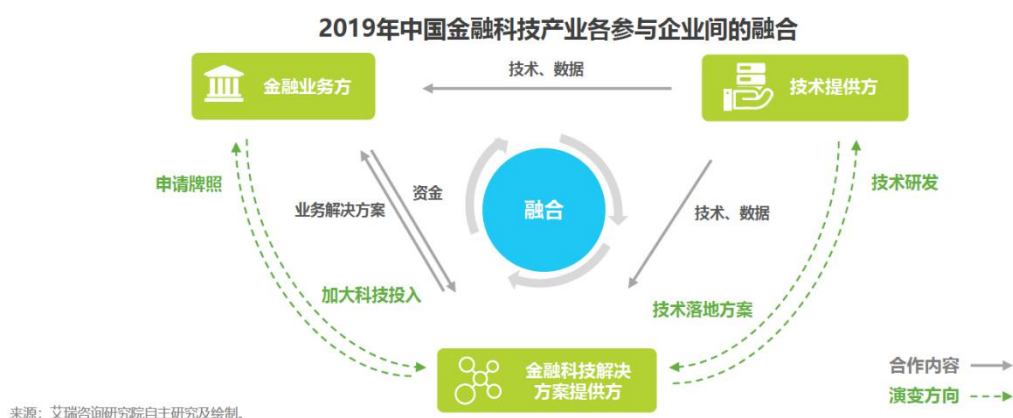 2019年中国金融科技产业各参与企业间的融合
金融业务方
技术、数据
技术提供方
申请牌照
业务解决方案
资金
融合
技术、数据
技术研发
加大科技投入
技术落地方案
金融科技解决
方案提供方
合作内容
演变方向
来源：艾瑞咨询研究院自主研究及绘制。